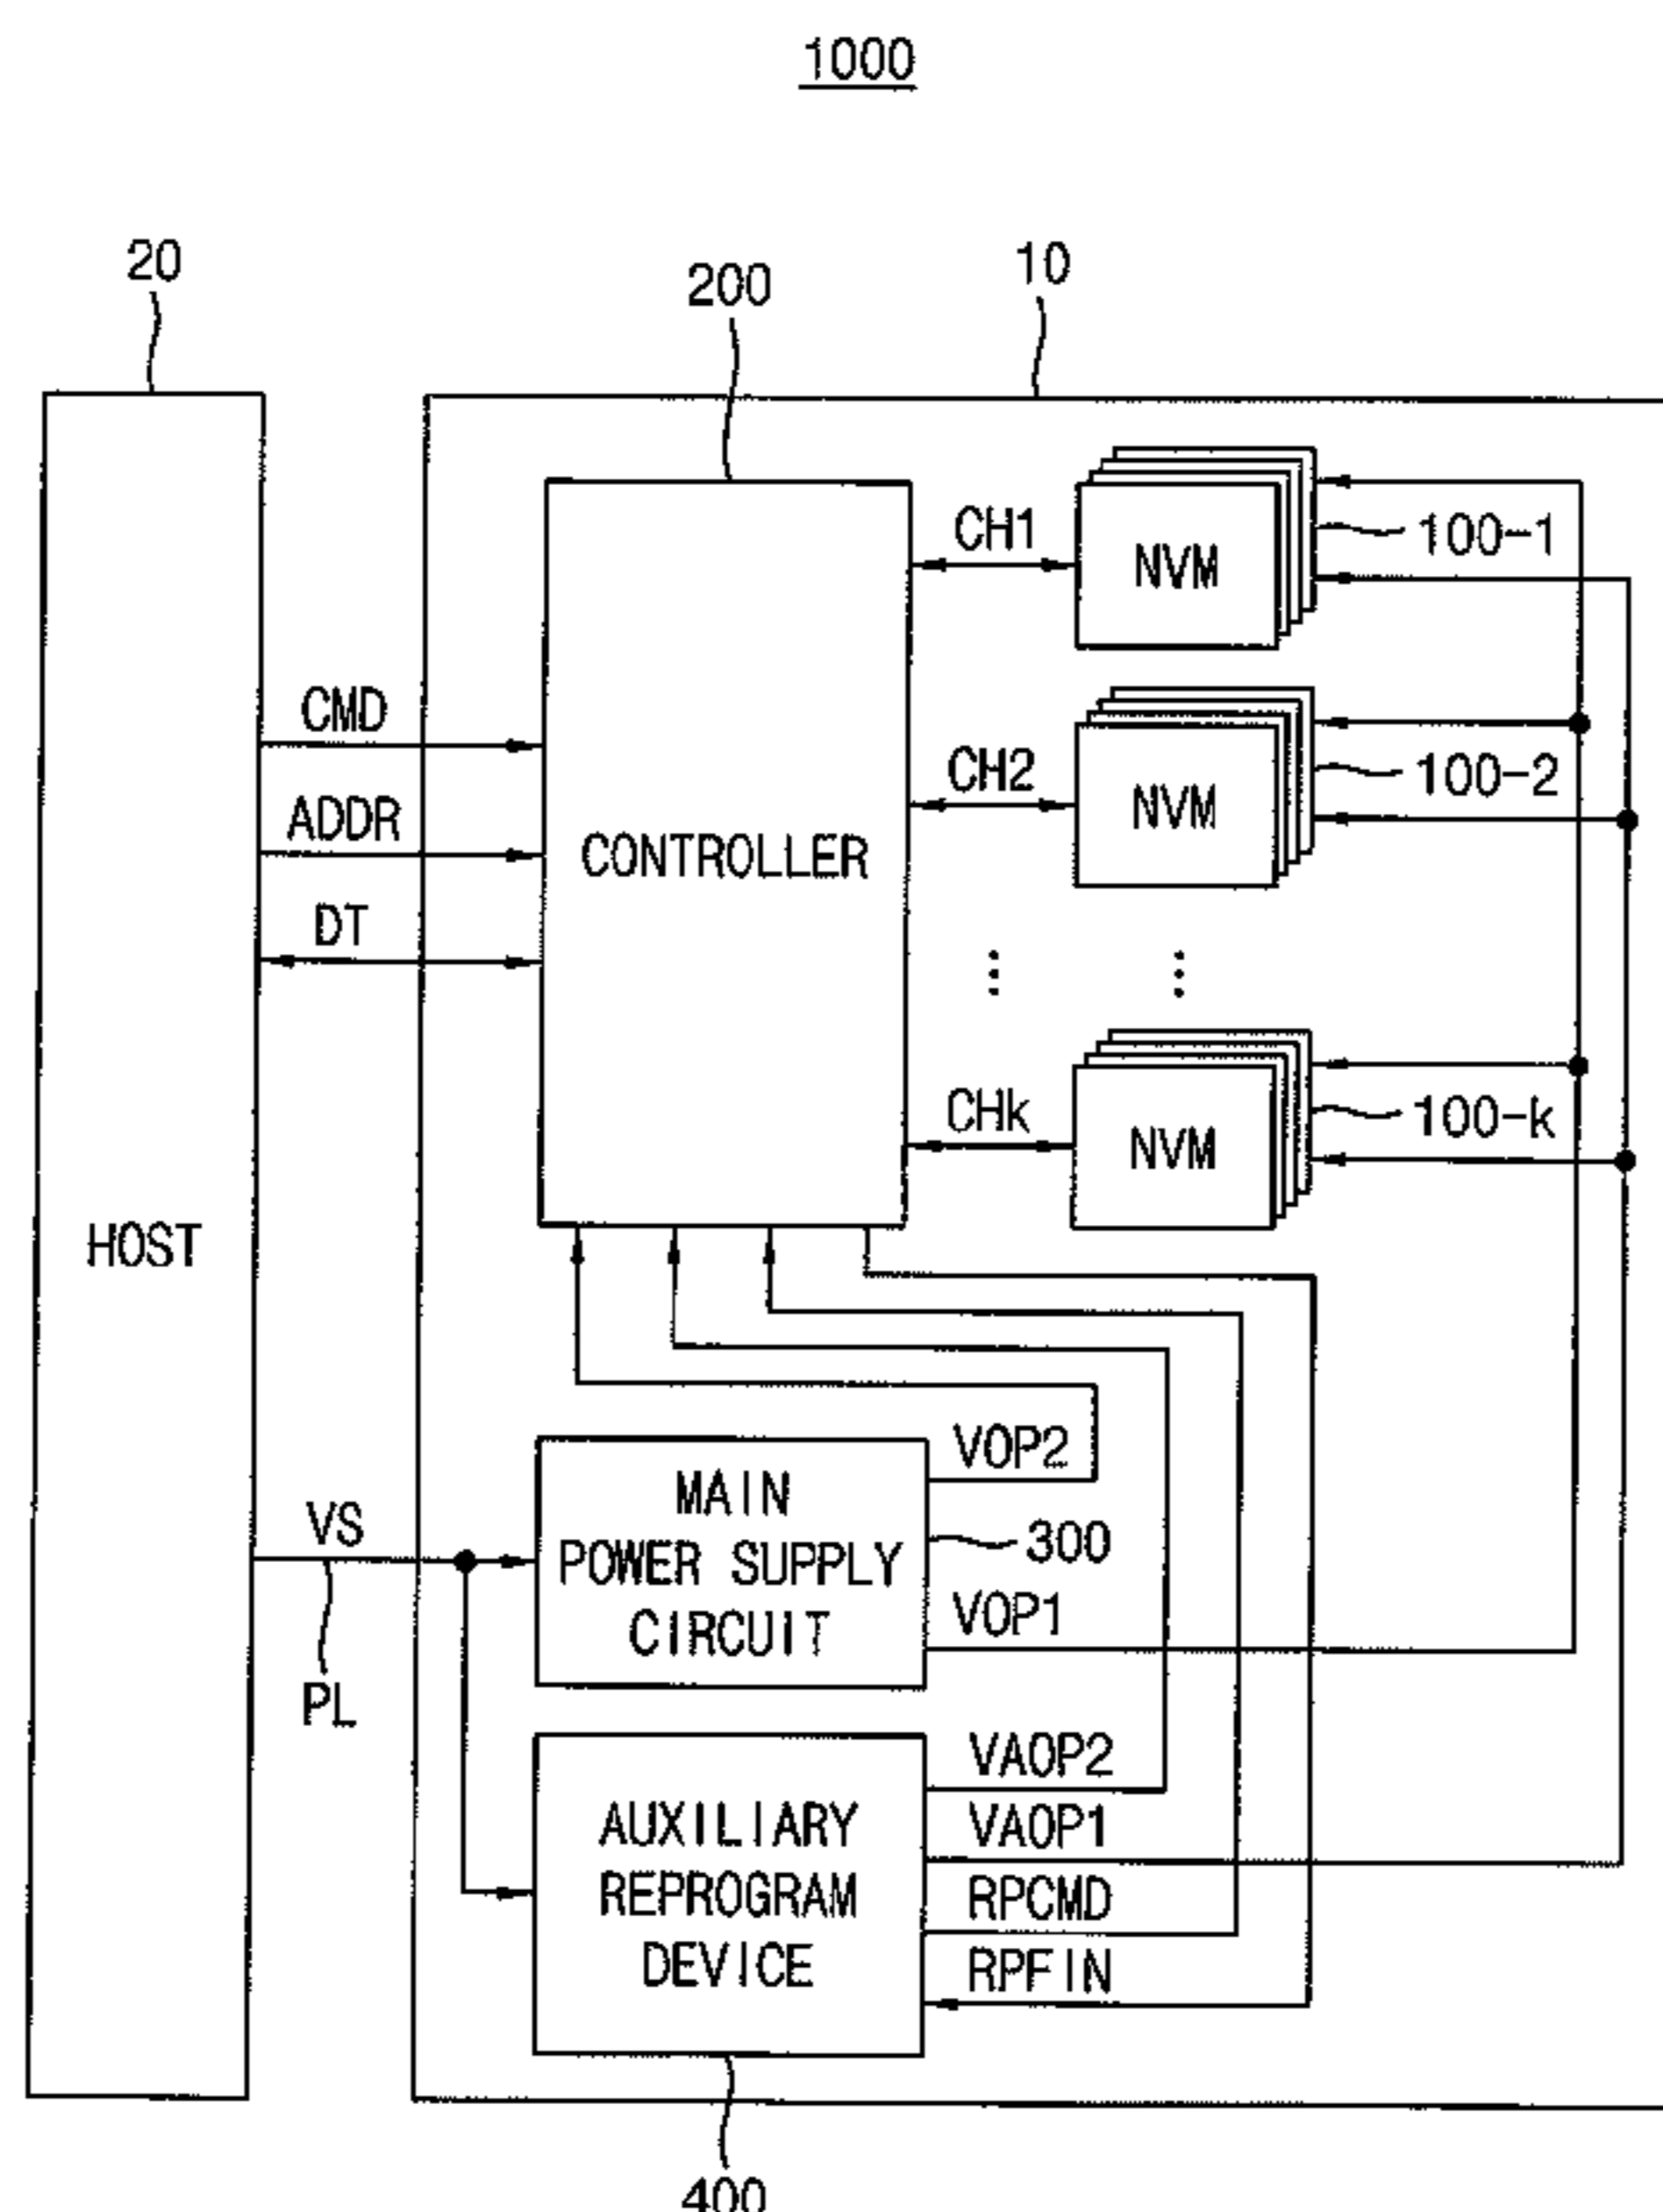 1000
20
200
10
CH1
NVM
100-1
CMD
CH2
NVM
100-2
ADDR
CONTROLLER
DT
CHk
NVM
100-k
HOST
VOP2
MAIN
POWER SUPPLY
CIRCUIT
300
VS
VOP1
PL
VAOP2
AUXILIARY
REPROGRAM
DEVICE
VAOP1
RPCMD
RPFIN
400